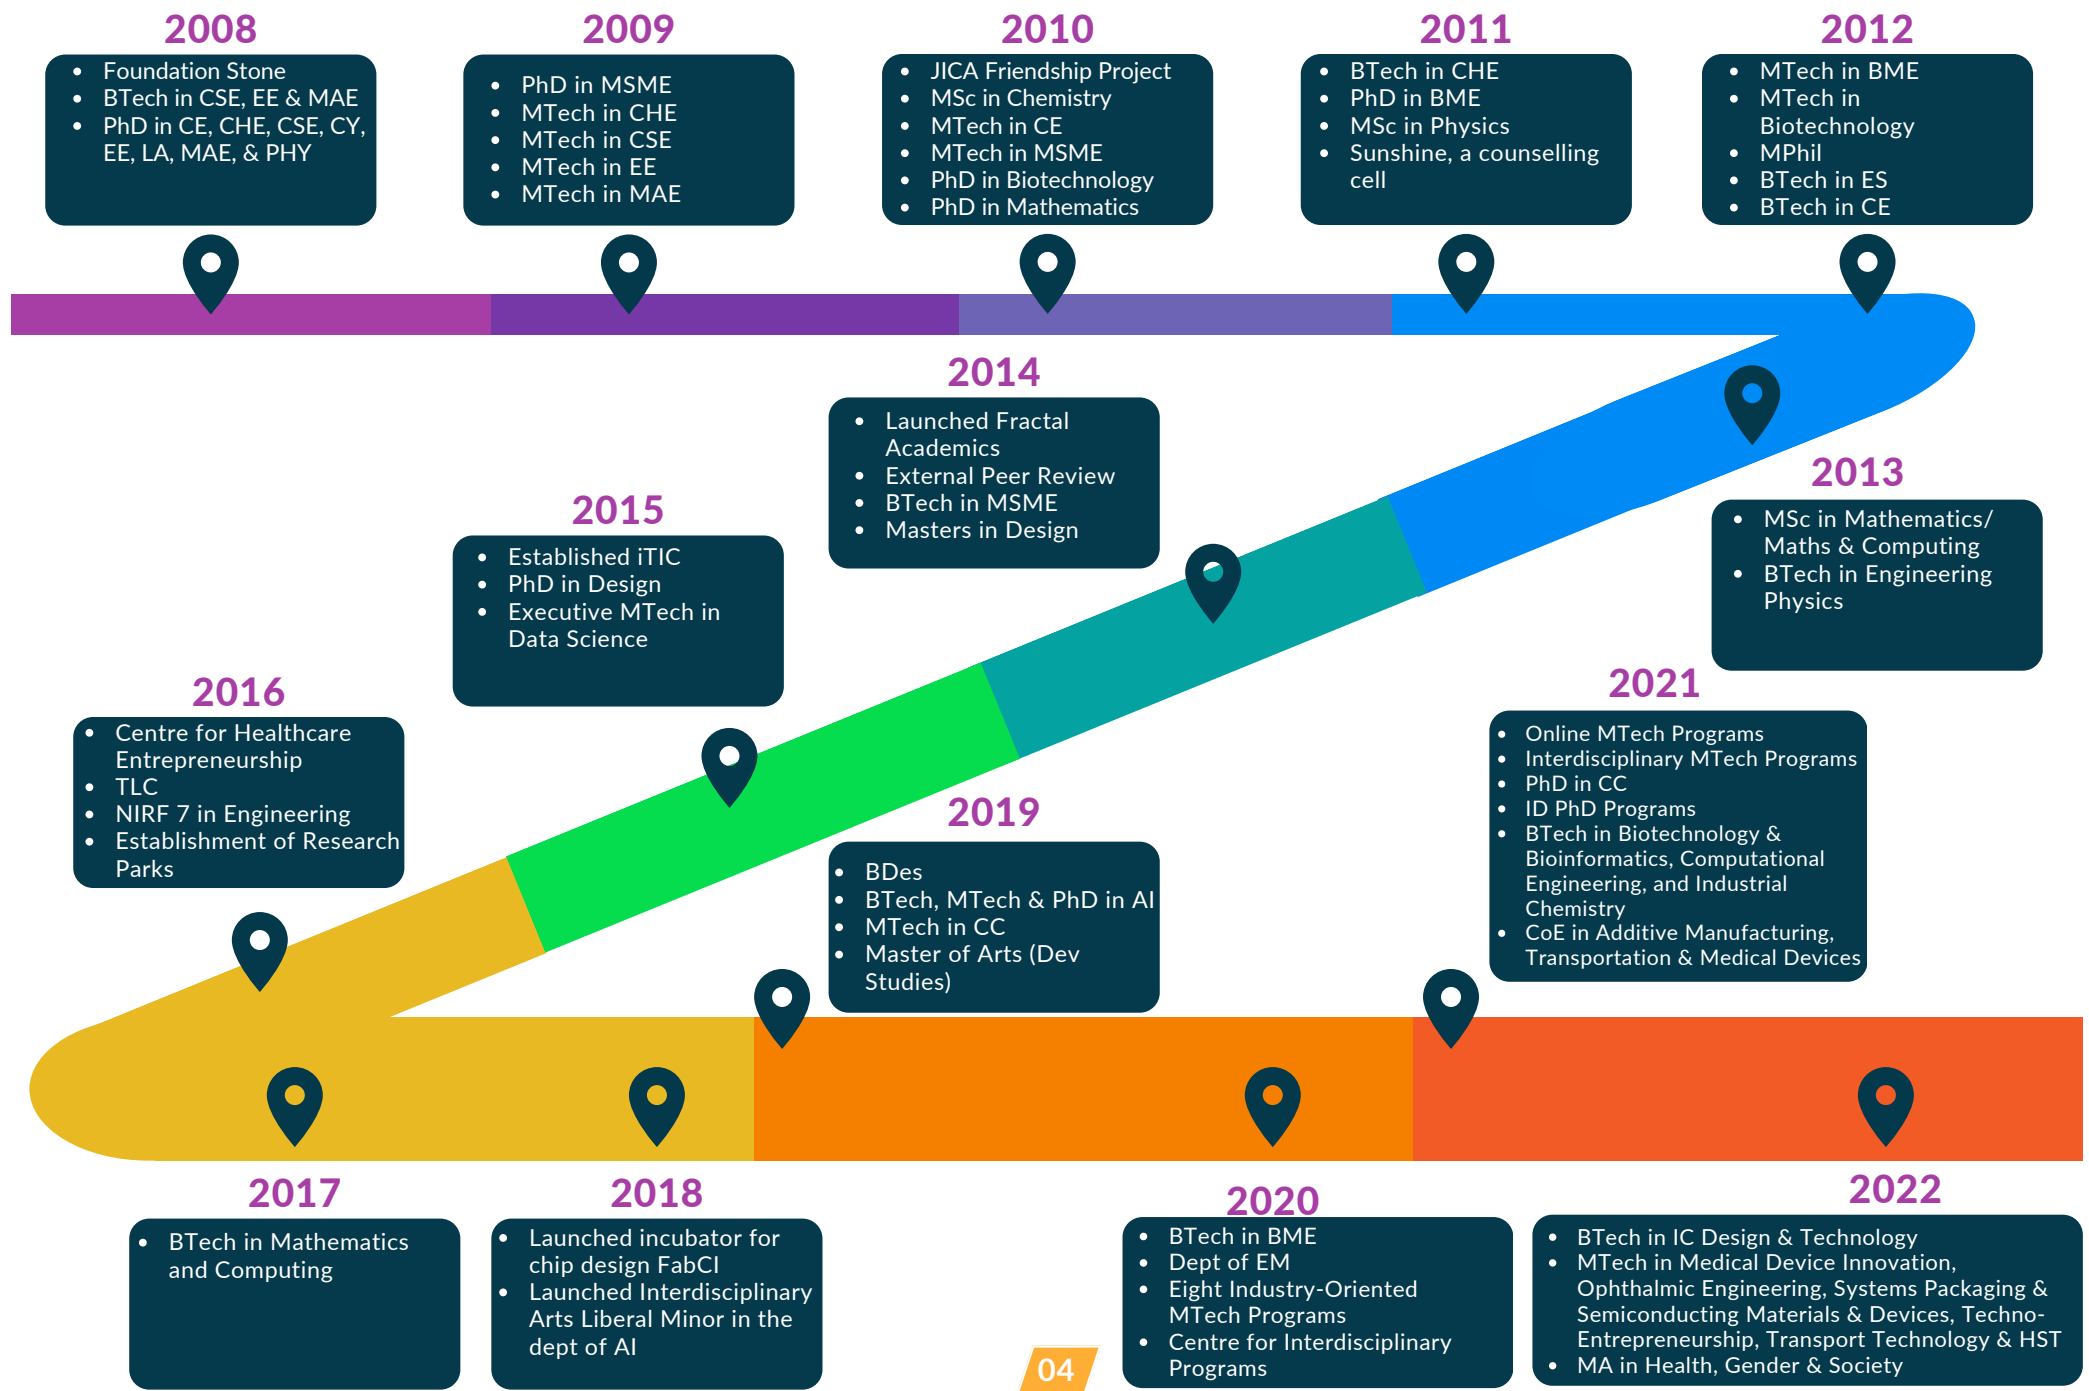 2008
• Foundation Stone
• BTech in CSE, EE & MAE
• PhD in CE, CHE, CSE, CY,
EE, LA, MAE, & PHY
2009
• PhD in MSME
• MTech in CHE
• MTech in CSE
• MTech in EE
• MTech in MAE
2010
• JICA Friendship Project
• MSc in Chemistry
• MTech in CE
• MTech in MSME
• PhD in Biotechnology
• PhD in Mathematics
2011
• BTech in CHE
• PhD in BME
• MSc in Physics
• Sunshine, a counselling
cell
2012
• MTech in BME
• MTech in
Biotechnology
• MPhil
• BTech in ES
• BTech in CE
2013
• MSc in Mathematics/
Maths & Computing
• BTech in Engineering
Physics
2014
• Launched Fractal
Academics
• External Peer Review
• BTech in MSME
• Masters in Design
2015
• Established iTIC
• PhD in Design
• Executive MTech in
Data Science
2016
• Centre for Healthcare
Entrepreneurship
• TLC
• NIRF 7 in Engineering
• Establishment of Research
Parks
2017
• BTech in Mathematics
and Computing
2018
• Launched incubator for
chip design FabCI
• Launched Interdisciplinary
Arts Liberal Minor in the
dept of AI
2019
• BDes
• BTech, MTech & PhD in AI
• MTech in CC
• Master of Arts (Dev
Studies)
2020
• BTech in BME
• Dept of EM
• Eight Industry-Oriented
MTech Programs
• Centre for Interdisciplinary
Programs
2021
• Online MTech Programs
• Interdisciplinary MTech Programs
• PhD in CC
• ID PhD Programs
• BTech in Biotechnology &
Bioinformatics, Computational
Engineering, and Industrial
Chemistry
• CoE in Additive Manufacturing,
Transportation & Medical Devices
2022
• BTech in IC Design & Technology
• MTech in Medical Device Innovation,
Ophthalmic Engineering, Systems Packaging &
Semiconducting Materials & Devices, Techno-
Entrepreneurship, Transport Technology & HST
• MA in Health, Gender & Society
04